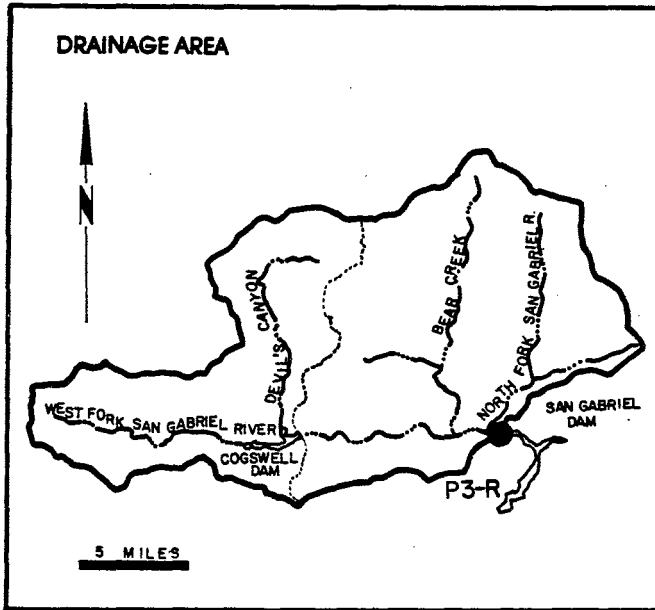 DRAINAGE AREA
N
DEVIL'S CANYON
BEAR CREEK
NORTH FORK SAN GABRIEL R.
WEST FORK SAN GABRIEL RIVER
COGSWELL
DAM
SAN GABRIEL
DAM
P3-R
5 MILES